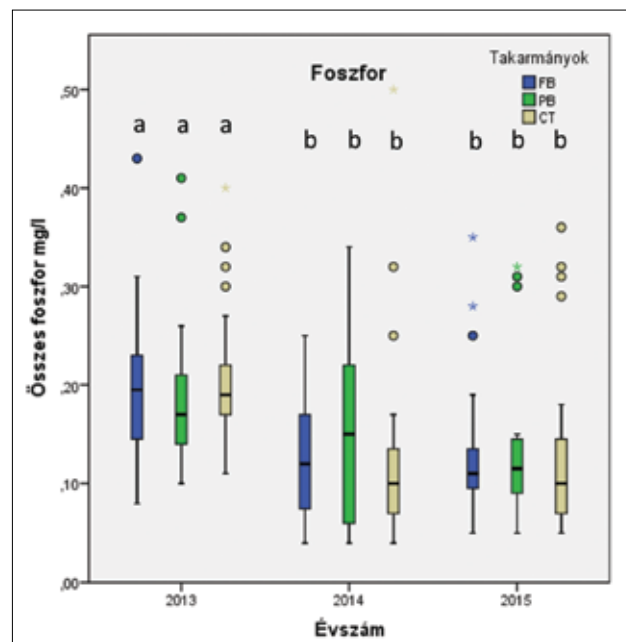 Foszfor
Takarmányok
FB
PB
CT
a a a b b b b b b
Összes foszfor mg/l
,50
,40
,30
,20
,10
,00
2013 2014 2015
Évszám